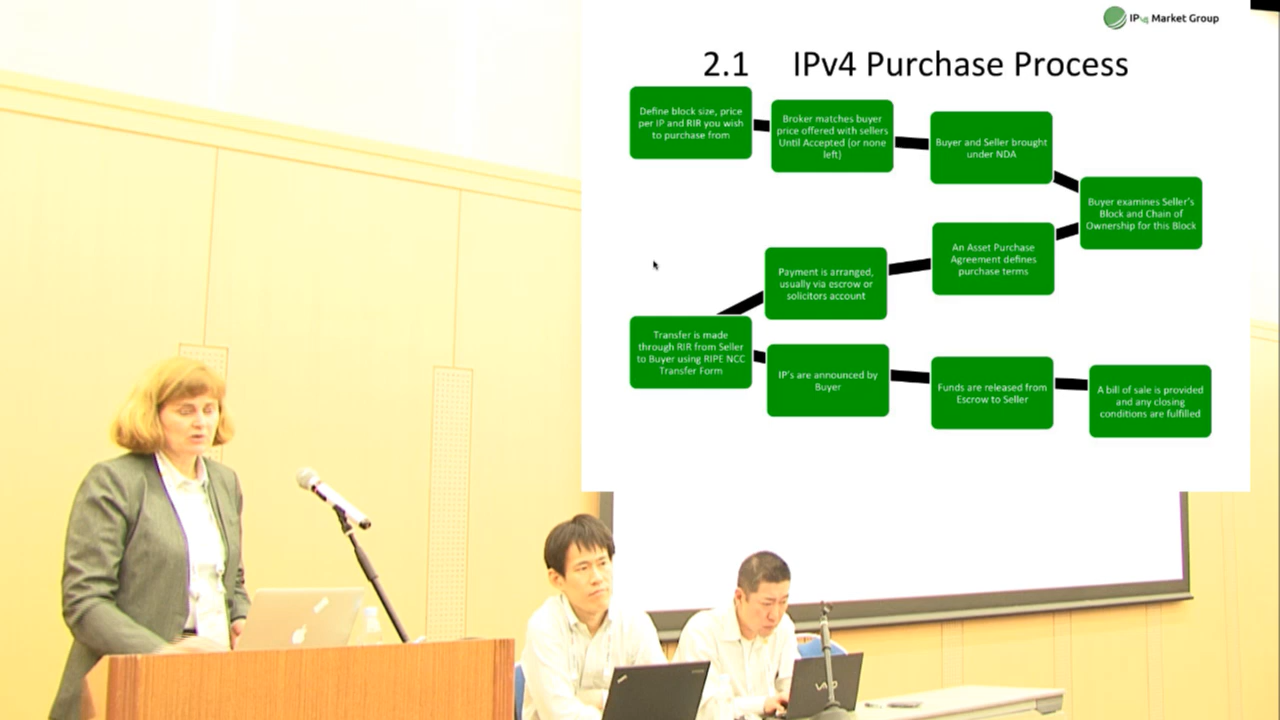 IPv4 Market Group
2.1 IPv4 Purchase Process
Define block size, price
per IP and RIR you wish
to purchase from
Broker matches buyer
price offered with sellers
Until Accepted (or none
left)
Buyer and Seller brought
under NDA
Buyer examines Seller's
Block and Chain of
Ownership for this Block
An Asset Purchase
Agreement defines
purchase terms
Payment is arranged,
usually via escrow or
solicitors account
Transfer is made
through RIR from Seller
to Buyer using RIPE NCC
Transfer Form
IP's are announced by
Buyer
Funds are released from
Escrow to Seller
A bill of sale is provided
and any closing
conditions are fulfilled
VAIO